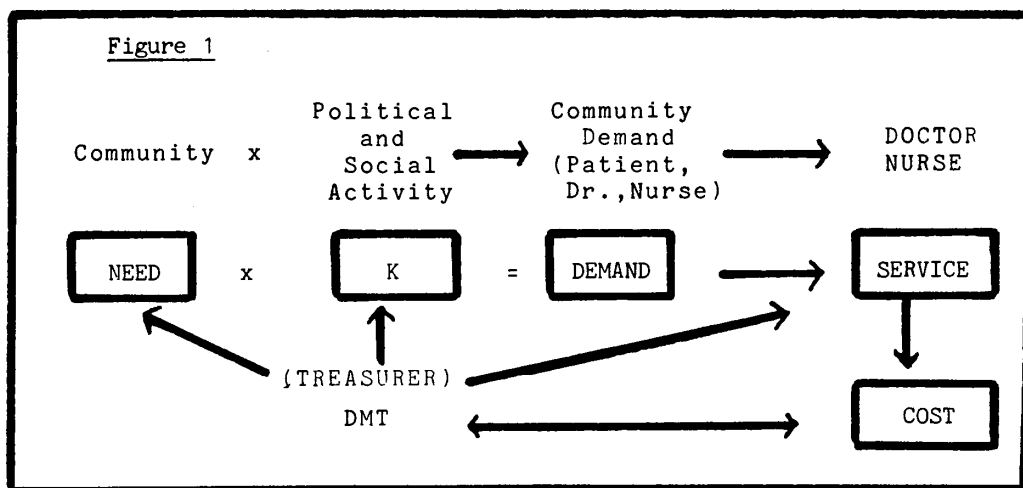 Figure 1
Community x Political and Social Activity Community Demand (Patient, Dr.,Nurse) DOCTOR NURSE
NEED x K = DEMAND SERVICE
(TREASURER)
DMT
COST